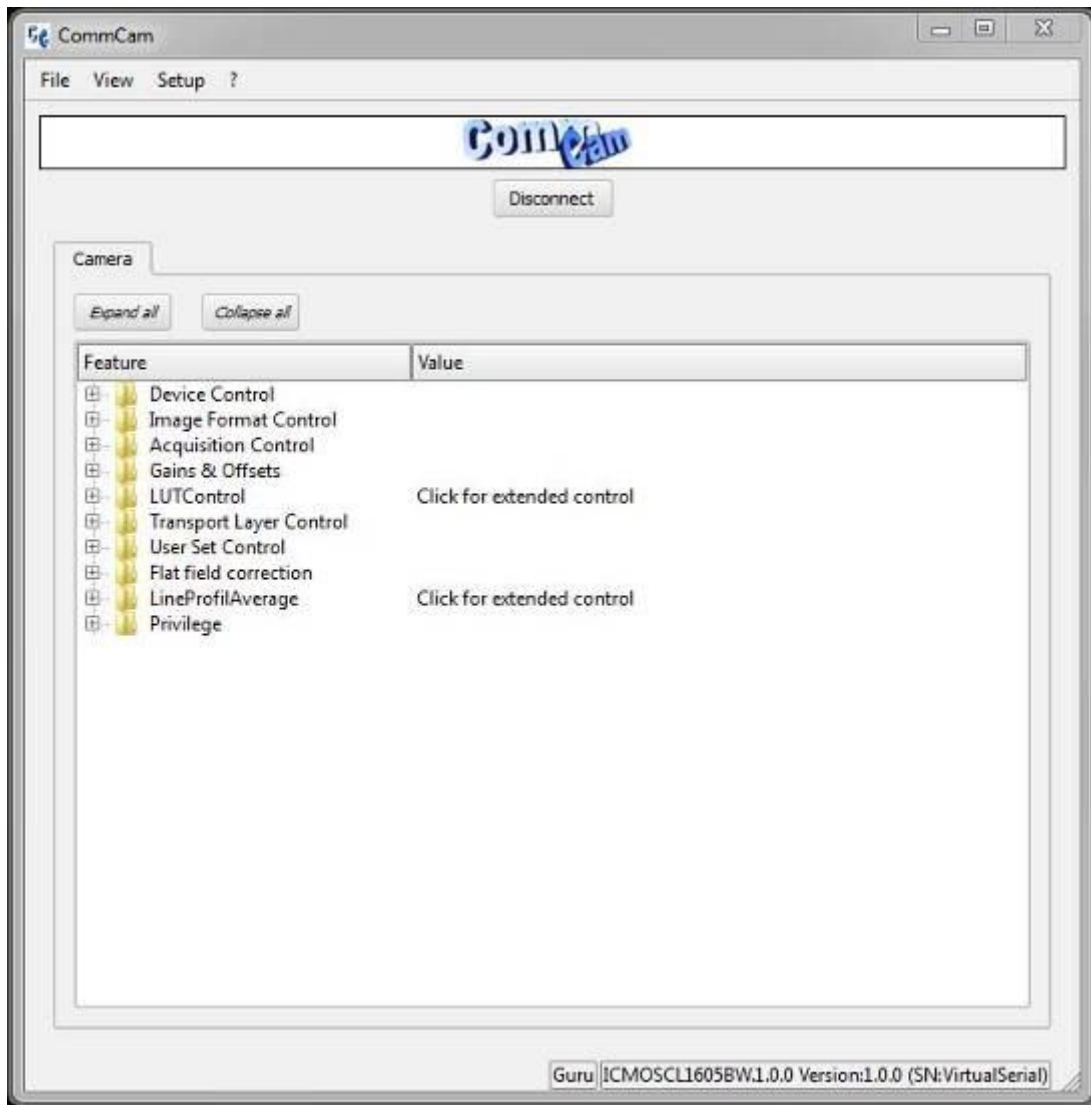 CommCam
File View Setup ?
ComCam
Disconnect
Camera
Expand all Collapse all
Feature Value
Device Control
Image Format Control
Acquisition Control
Gains & Offsets
LUTControl Click for extended control
Transport Layer Control
User Set Control
Flat field correction
LineProfilAverage Click for extended control
Privilege
Guru ICMOSCL1605BW.1.0.0 Version:1.0.0 (SN:VirtualSerial)